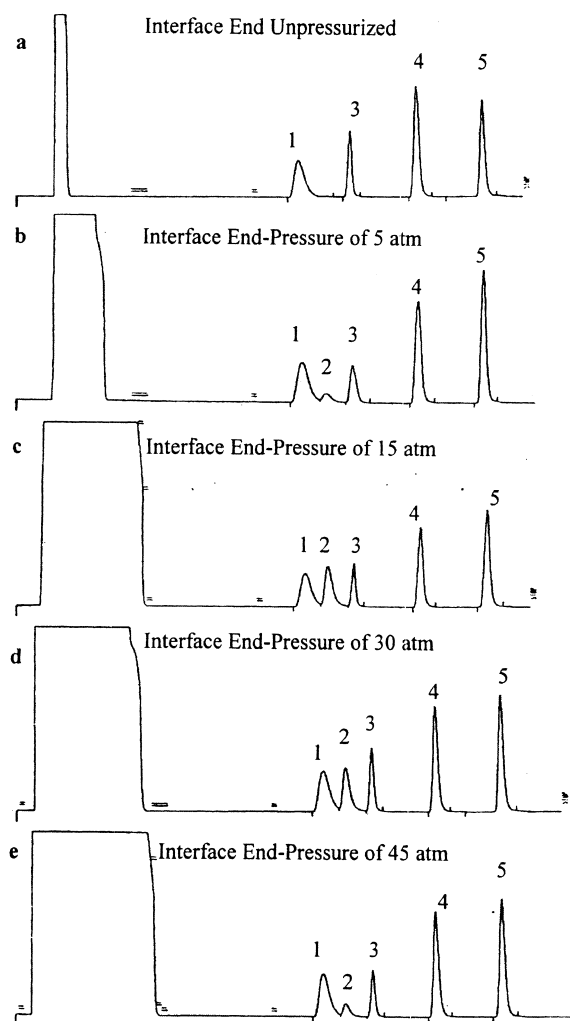 a
Interface End Unpressurized
1
3
4
5
b
Interface End-Pressure of 5 atm
1
2
3
4
5
c
Interface End-Pressure of 15 atm
1
2
3
4
5
d
Interface End-Pressure of 30 atm
1
2
3
4
5
e
Interface End-Pressure of 45 atm
1
2
3
4
5